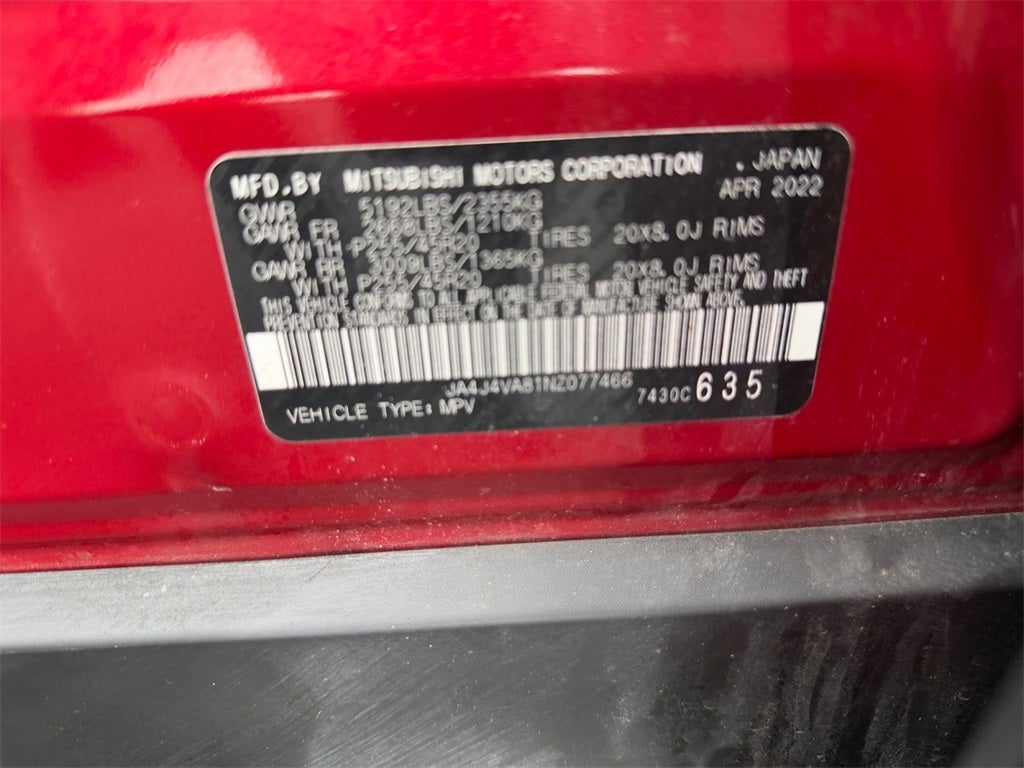 MFD.BY MITSUBISHI MOTORS CORPORATION , JAPAN
GVWR 5192LBS/2355KG APR 2022
GAWR FR 2668LBS/1210KG
WITH P255/45R20 TIRES 20X8.0J RIMS
GAWR RR 3009LBS/1365KG
WITH P255/45R20 TIRES 20X8.0J RIMS
THIS VEHICLE CONFORMS TO ALL APPLICABLE FEDERAL MOTOR VEHICLE SAFETY AND THEFT
PREVENTION STANDARDS IN EFFECT ON THE DATE OF MANUFACTURE SHOWN ABOVE.
JA4J4VA81NZ077466
VEHICLE TYPE: MPV 7430C 635